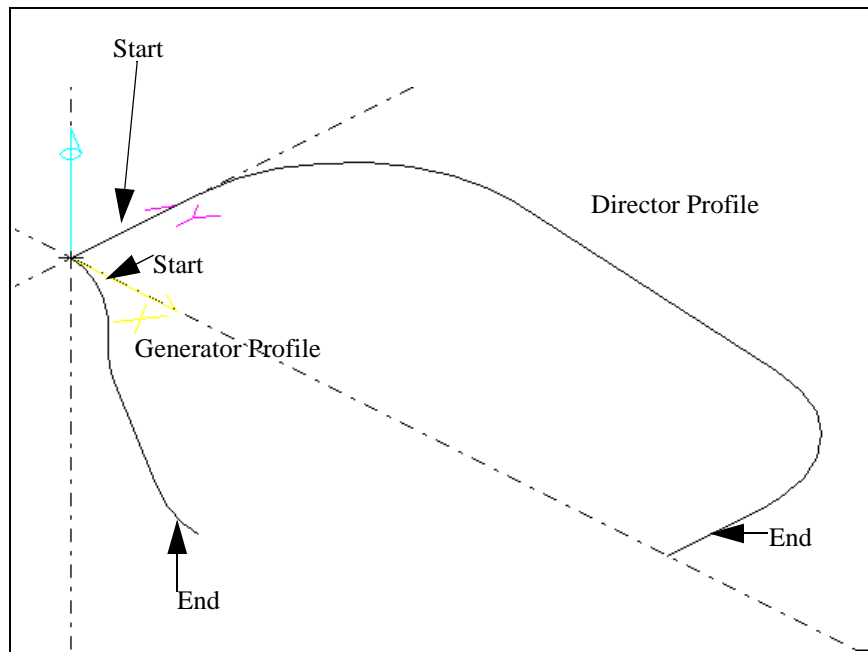 Start
Director Profile
Y
Start
X
Generator Profile
End
End